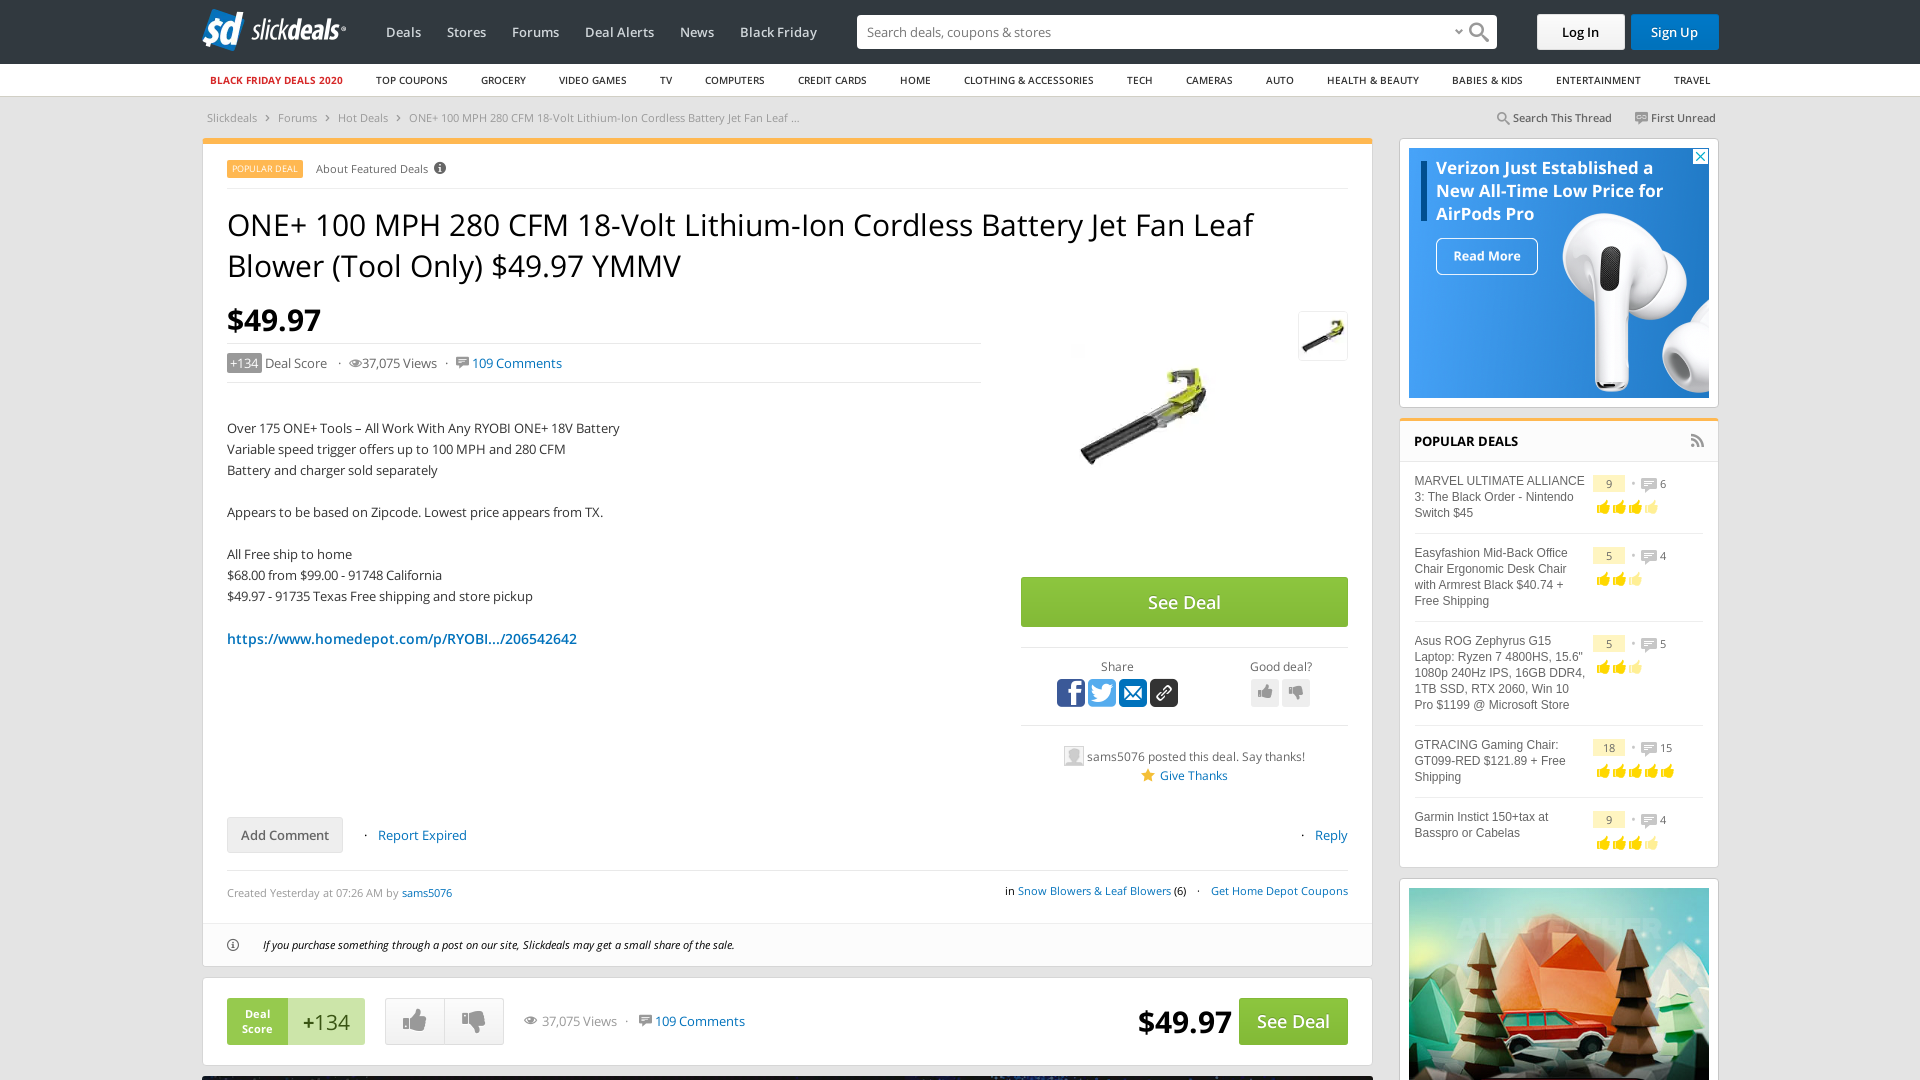 sd slickdeals
Deals
Stores
Forums
Deal Alerts
News
Black Friday
Search deals, coupons & shopping
Log In
Sign Up
BLACK FRIDAY DEALS 2020
TOP COUPONS
GROCERY
VIDEO GAMES
TV
COMPUTERS
CREDIT CARDS
HOME
CLOTHING & ACCESSORIES
TECH
CAMERAS
AUTO
HEALTH & BEAUTY
BABIES & KIDS
ENTERTAINMENT
TRAVEL
Slickdeals › Forums › Hot Deals › ONE+ 100 MPH 280 CFM 18-Volt Lithium-Ion Cordless Battery Jet Fan Leaf ...
Search This Thread
First Unread
POPULAR DEAL
About Featured Deals
ONE+ 100 MPH 280 CFM 18-Volt Lithium-Ion Cordless Battery Jet Fan Leaf
Blower (Tool Only) $49.97 YMMV
$49.97
+134 Deal Score · 37,075 Views · 109 Comments
Over 175 ONE+ Tools – All Work With Any RYOBI ONE+ 18V Battery
Variable speed trigger offers up to 100 MPH and 280 CFM
Battery and charger sold separately
Appears to be based on Zipcode. Lowest price appears from TX.
All Free ship to home
$68.00 from $99.00 - 91748 California
$49.97 - 91735 Texas Free shipping and store pickup
https://www.homedepot.com/p/RYOBI.../206542642
See Deal
Share
Good deal?
sams5076 posted this deal. Say thanks!
Give Thanks
Add Comment
· Report Expired
· Reply
Created Yesterday at 07:26 AM by sams5076
in Snow Blowers & Leaf Blowers (6) · Get Home Depot Coupons
If you purchase something through a post on our site, Slickdeals may get a small share of the sale.
Deal
Score
+134
37,075 Views · 109 Comments
$49.97
See Deal
Verizon Just Established a
New All-Time Low Price for
AirPods Pro
Read More
POPULAR DEALS
MARVEL ULTIMATE ALLIANCE
3: The Black Order - Nintendo
Switch $45
9 • 6
Easyfashion Mid-Back Office
Chair Ergonomic Desk Chair
with Armrest Black $40.74 +
Free Shipping
5 • 4
Asus ROG Zephyrus G15
Laptop: Ryzen 7 4800HS, 15.6"
1080p 240Hz IPS, 16GB DDR4,
1TB SSD, RTX 2060, Win 10
Pro $1199 @ Microsoft Store
5 • 5
GTRACING Gaming Chair:
GT099-RED $121.89 + Free
Shipping
18 • 15
Garmin Instict 150+tax at
Basspro or Cabelas
9 • 4
ALL WEATHER